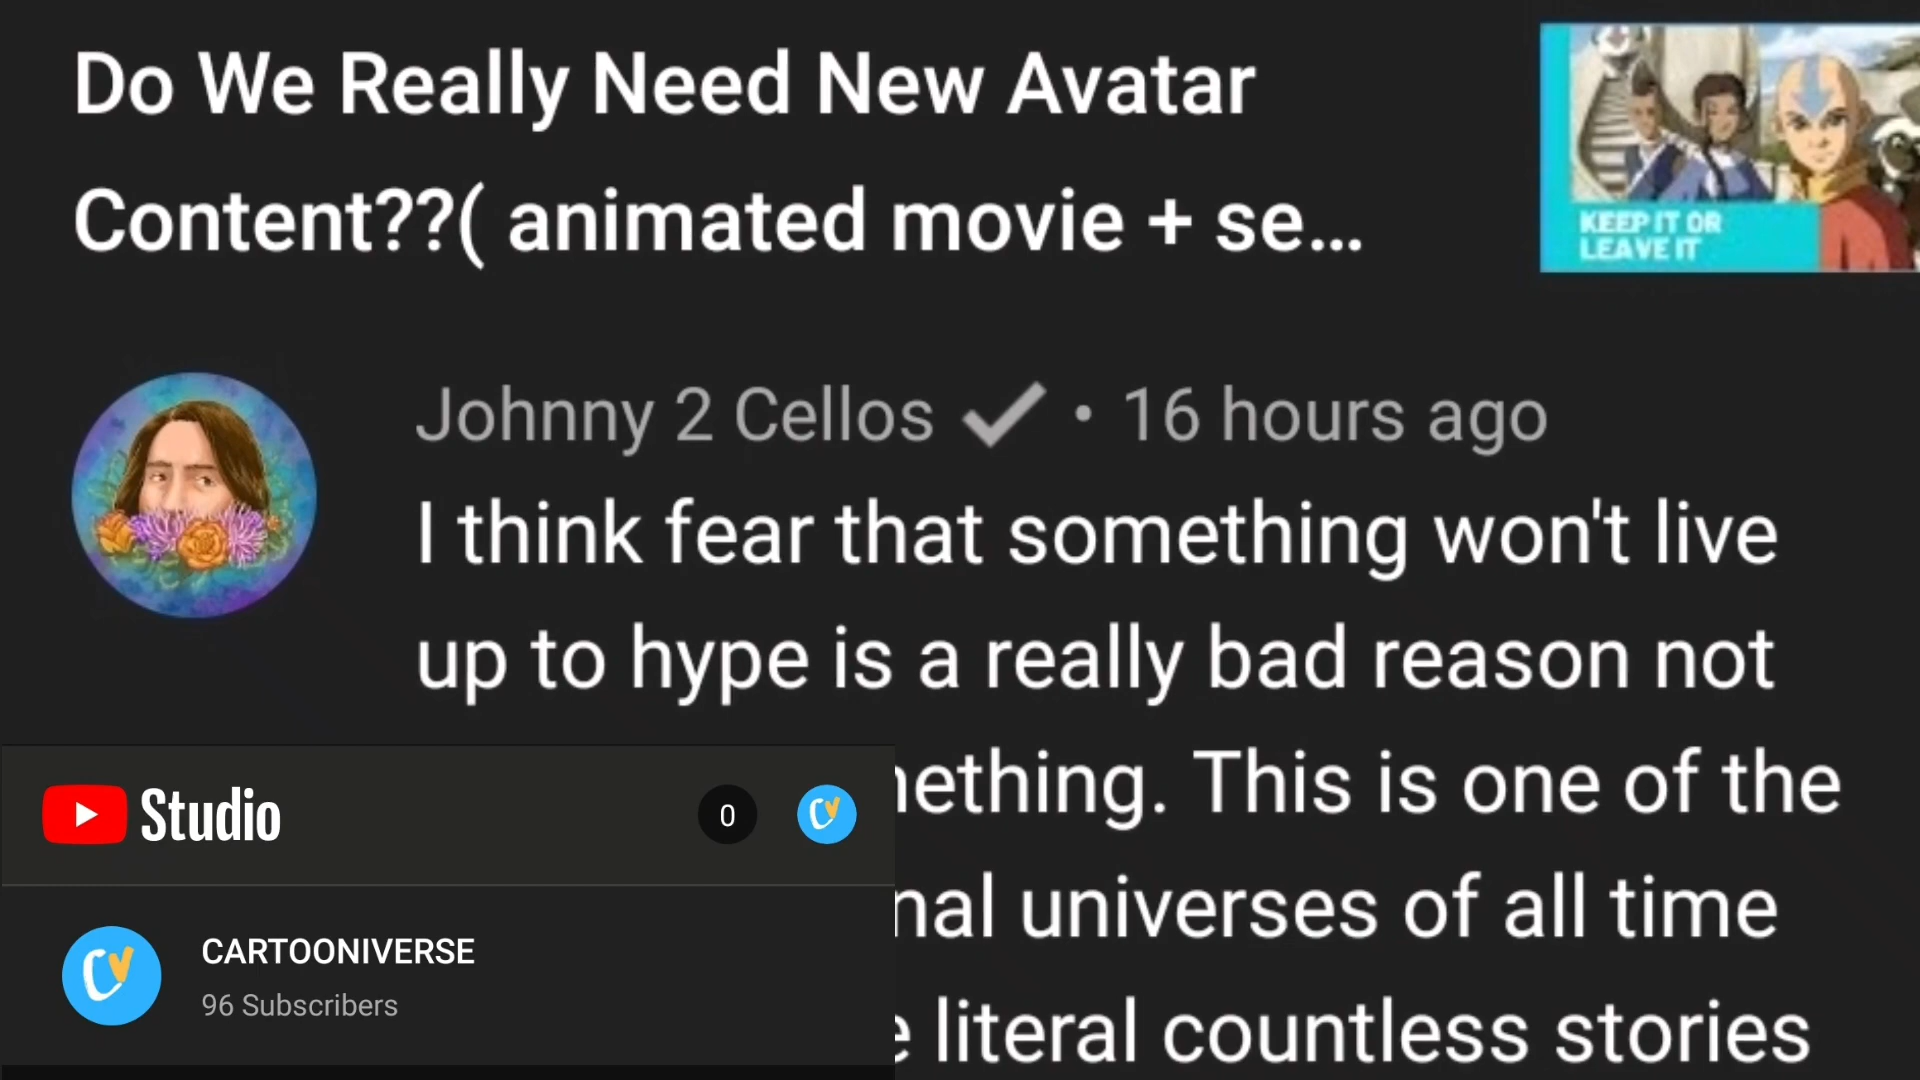 Do We Really Need New Avatar
Content??( animated movie + se...
KEEP IT OR
LEAVE IT
Johnny 2 Cellos ✓ • 16 hours ago
I think fear that something won't live
up to hype is a really bad reason not
This is one of the
universes of all time
literal countless stories
Studio
0
CV
CARTOONIVERSE
96 Subscribers
CV